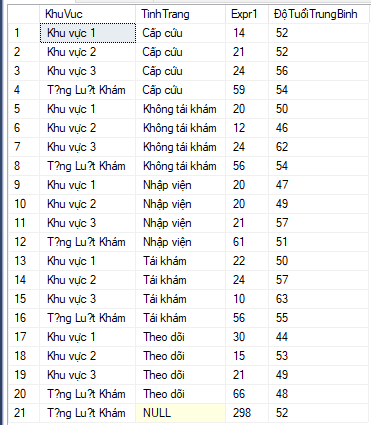 KhuVuc TinhTrang Expr1 ĐộTuổiTrungBinh
1 Khu vực 1 Cấp cứu 14 52
2 Khu vực 2 Cấp cứu 21 52
3 Khu vực 3 Cấp cứu 24 56
4 T?ng Lu?t Khám Cấp cứu 59 54
5 Khu vực 1 Không tái khám 20 50
6 Khu vực 2 Không tái khám 12 46
7 Khu vực 3 Không tái khám 24 62
8 T?ng Lu?t Khám Không tái khám 56 54
9 Khu vực 1 Nhập viện 20 47
10 Khu vực 2 Nhập viện 20 49
11 Khu vực 3 Nhập viện 21 57
12 T?ng Lu?t Khám Nhập viện 61 51
13 Khu vực 1 Tái khám 22 50
14 Khu vực 2 Tái khám 24 57
15 Khu vực 3 Tái khám 10 63
16 T?ng Lu?t Khám Tái khám 56 55
17 Khu vực 1 Theo dõi 30 44
18 Khu vực 2 Theo dõi 15 53
19 Khu vực 3 Theo dõi 21 49
20 T?ng Lu?t Khám Theo dõi 66 48
21 T?ng Lu?t Khám NULL 298 52